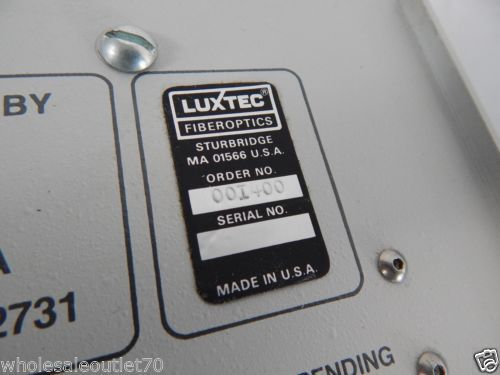 BY
A
2731
LUXTEC®
FIBEROPTICS
STURBRIDGE
MA 01566 U.S.A.
ORDER NO.
001400
SERIAL NO.
MADE IN U.S.A.
ENDING
wholesaleoutlet70